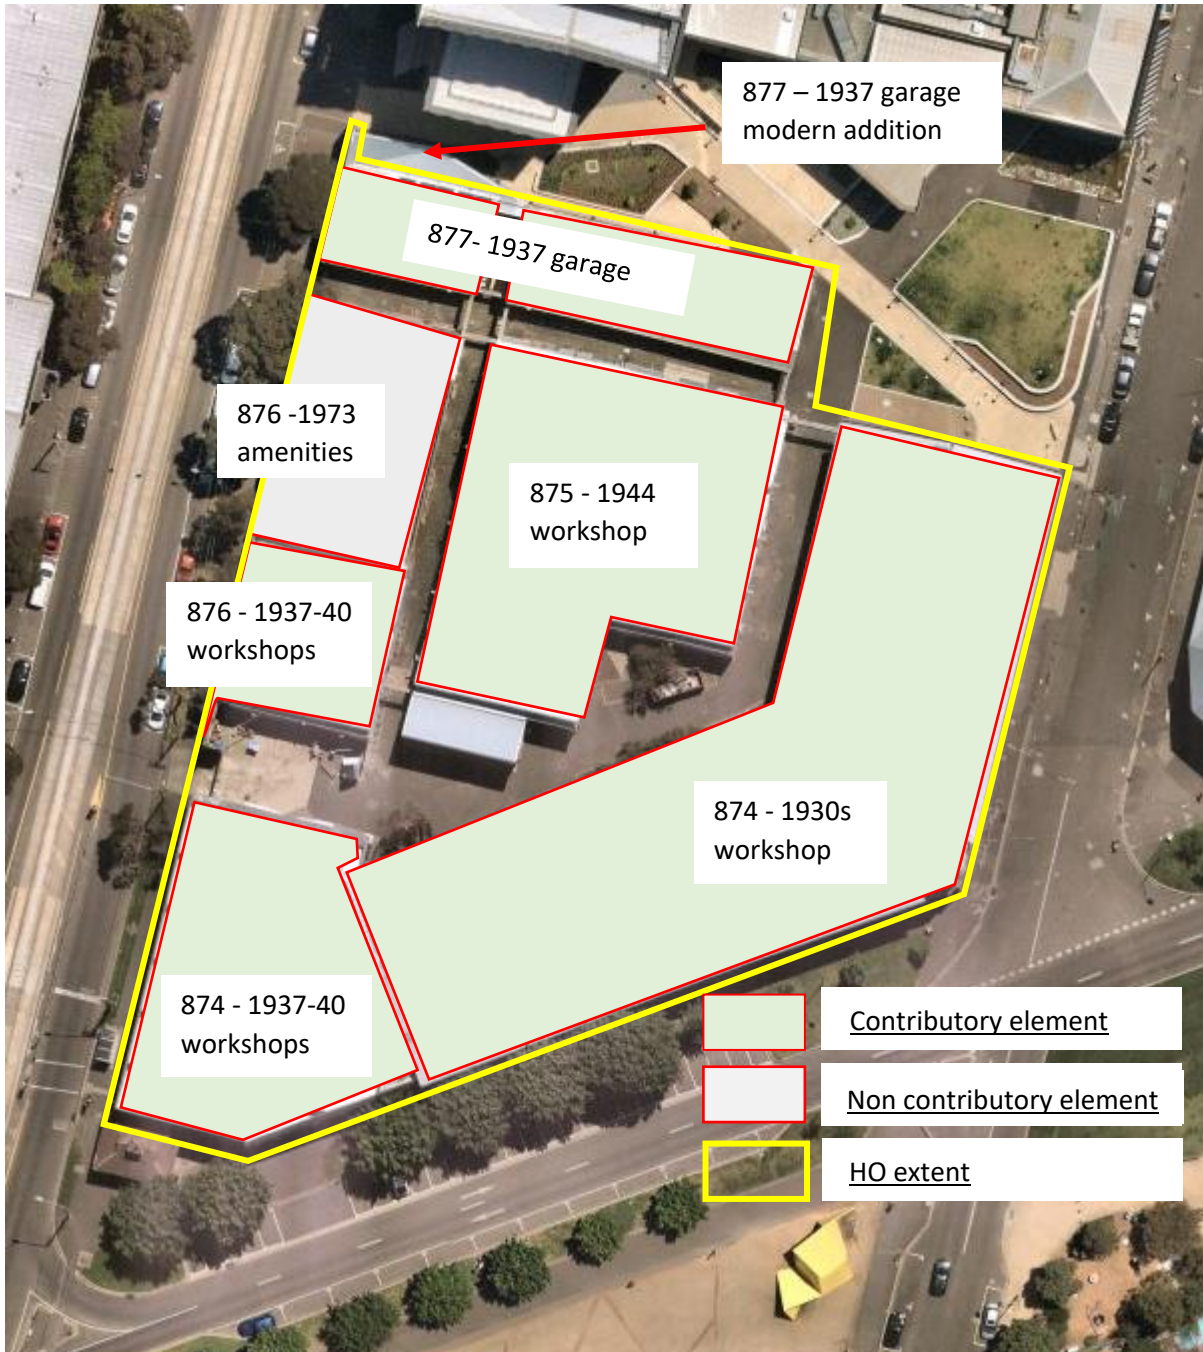 877 – 1937 garage
modern addition
877- 1937 garage
876 -1973
amenities
875 - 1944
workshop
876 - 1937-40
workshops
874 - 1930s
workshop
874 - 1937-40
workshops
Contributory element
Non contributory element
HO extent